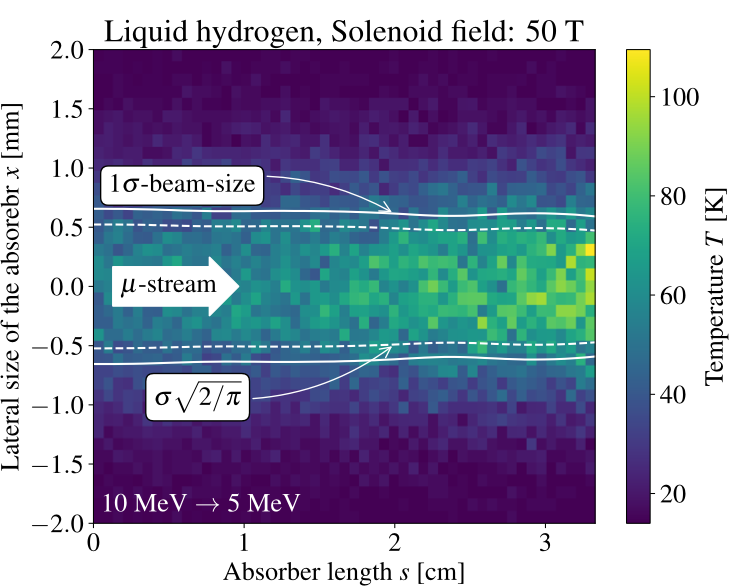 Liquid hydrogen, Solenoid field: 50 T
2.0
1.5
1.0
0.5
0.0
−0.5
−1.0
−1.5
−2.0
Lateral size of the absorebr x [mm]
1σ-beam-size
μ-stream
σ√2/π
10 MeV → 5 MeV
0
1
2
3
Absorber length s [cm]
100
80
60
40
20
Temperature T [K]